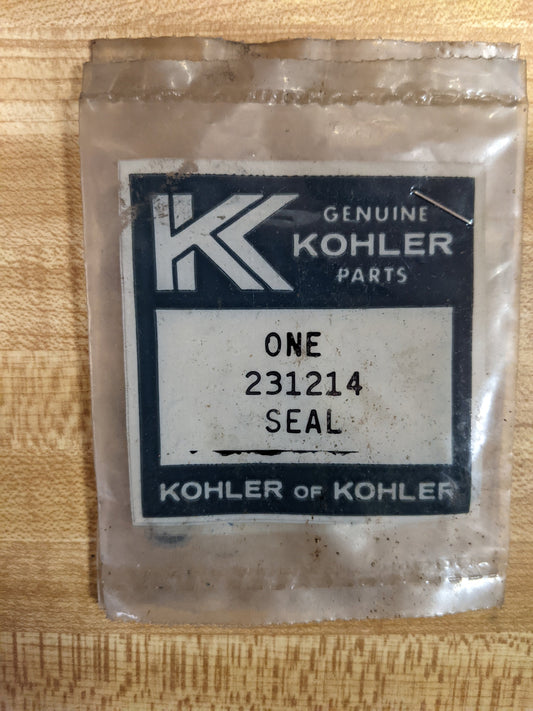 GENUINE
KOHLER
PARTS
ONE
231214
SEAL
KOHLER OF KOHLER